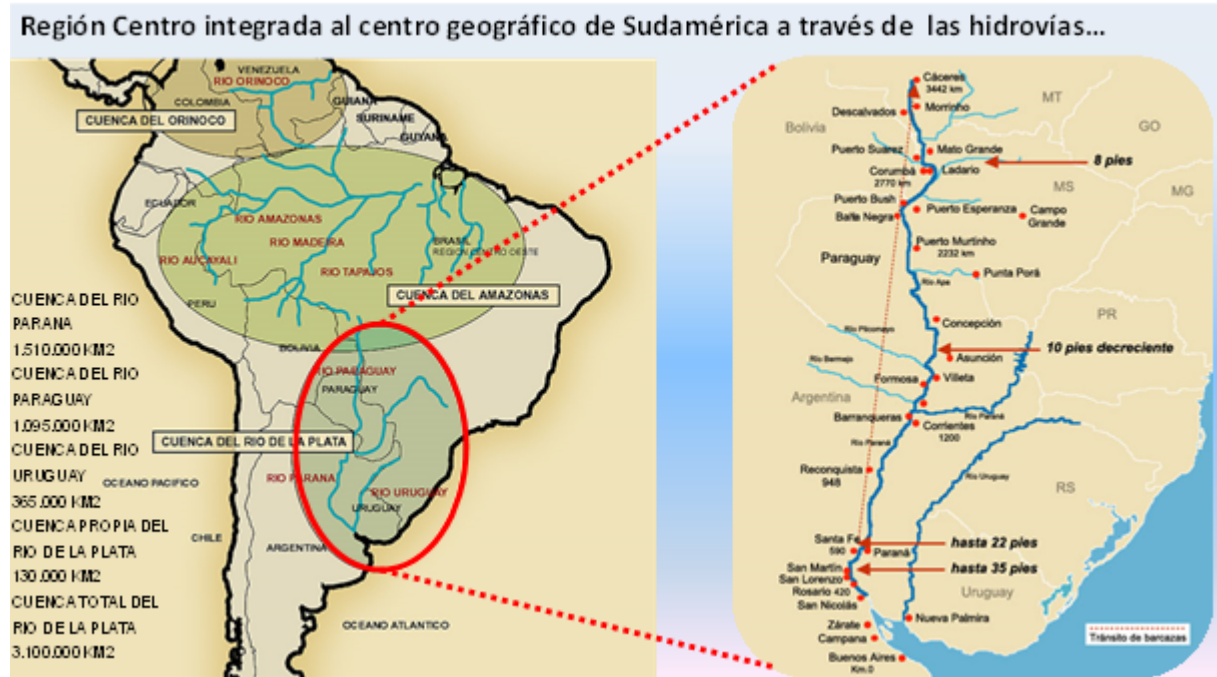 Región Centro integrada al centro geográfico de Sudamérica a través de las hidrovías...
VENEZUELA
RIO ORINOCO
COLOMBIA
GUIANA
SURINAME
GUYANA
CUENCA DEL ORINOCO
ECUADOR
RIO AMAZONAS
RIO MADEIRA
BRASIL
REGION CENTRO OESTE
RIO AUCAYALI
RIO TAPAJOS
CUENCA DEL AMAZONAS
PERU
BOLIVIA
RIO PARAGUAY
PARAGUAY
CUENCA DEL RIO DE LA PLATA
RIO PARANA
RIO URUGUAY
URUGUAY
OCEANO PACIFICO
CHILE
ARGENTINA
OCEANO ATLANTICO
CUENCA DEL RIO
PARANA
1.510.000 KM2
CUENCA DEL RIO
PARAGUAY
1.095.000 KM2
CUENCA DEL RIO
URUGUAY
365.000 KM2
CUENCA PROPIA DEL
RIO DE LA PLATA
130.000 KM2
CUENCA TOTAL DEL
RIO DE LA PLATA
3.100.000 KM2
Cáceres
3442 km
Morrinho
Descalvados
MT
Bolivia
GO
Puerto Suarez
Mato Grande
8 pies
Corumbá
2770 km
Ladario
MS
MG
Puerto Bush
Puerto Esperanza
Campo
Grande
Baíte Negra
Puerto Murtinho
2232 km
Paraguay
Punta Porá
Río Apa
PR
Concepción
Río Pilcomayo
10 pies decreciente
Río Bermejo
Asunción
Formosa
Villeta
Argentina
Barranqueras
Río Paraná
Corrientes
1200
Río Paraná
Reconquista
948
Río Uruguay
RS
Santa Fe
590
Paraná
hasta 22 pies
San Martín
San Lorenzo
hasta 35 pies
Rosario 420
San Nicolás
Uruguay
Nueva Palmira
Zárate
Campana
Tránsito de barcazas
Buenos Aires
Km.0